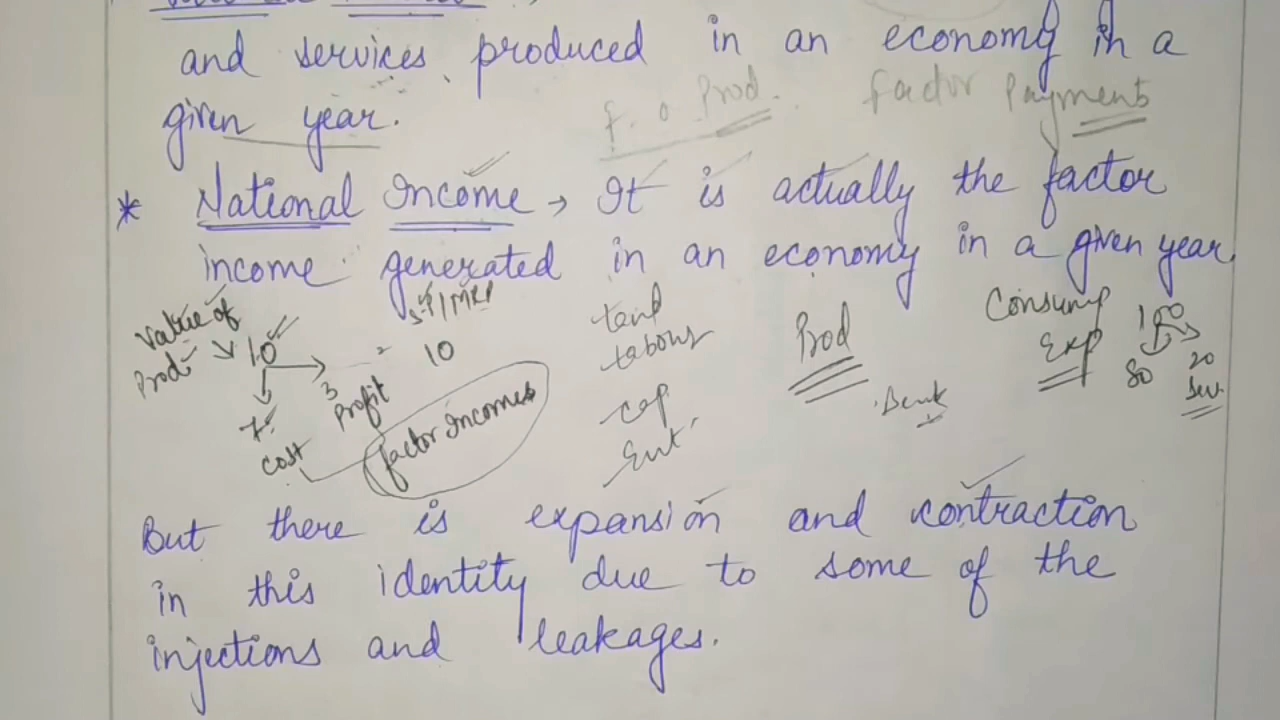 and services produced in an economy in a
f. o Prod. factor Payment
given year.
* National Income → It is actually the factor
income generated in an economy in a given year
Value of Prod 10
7 Cost
3 Profit
S.P/MRP
10
factor Incomes
labour
cap
Ent
Prod
Bank
Consump
Exp
100
80
20
But there is expansion and contraction
in this identity due to some of the
injections and leakages.